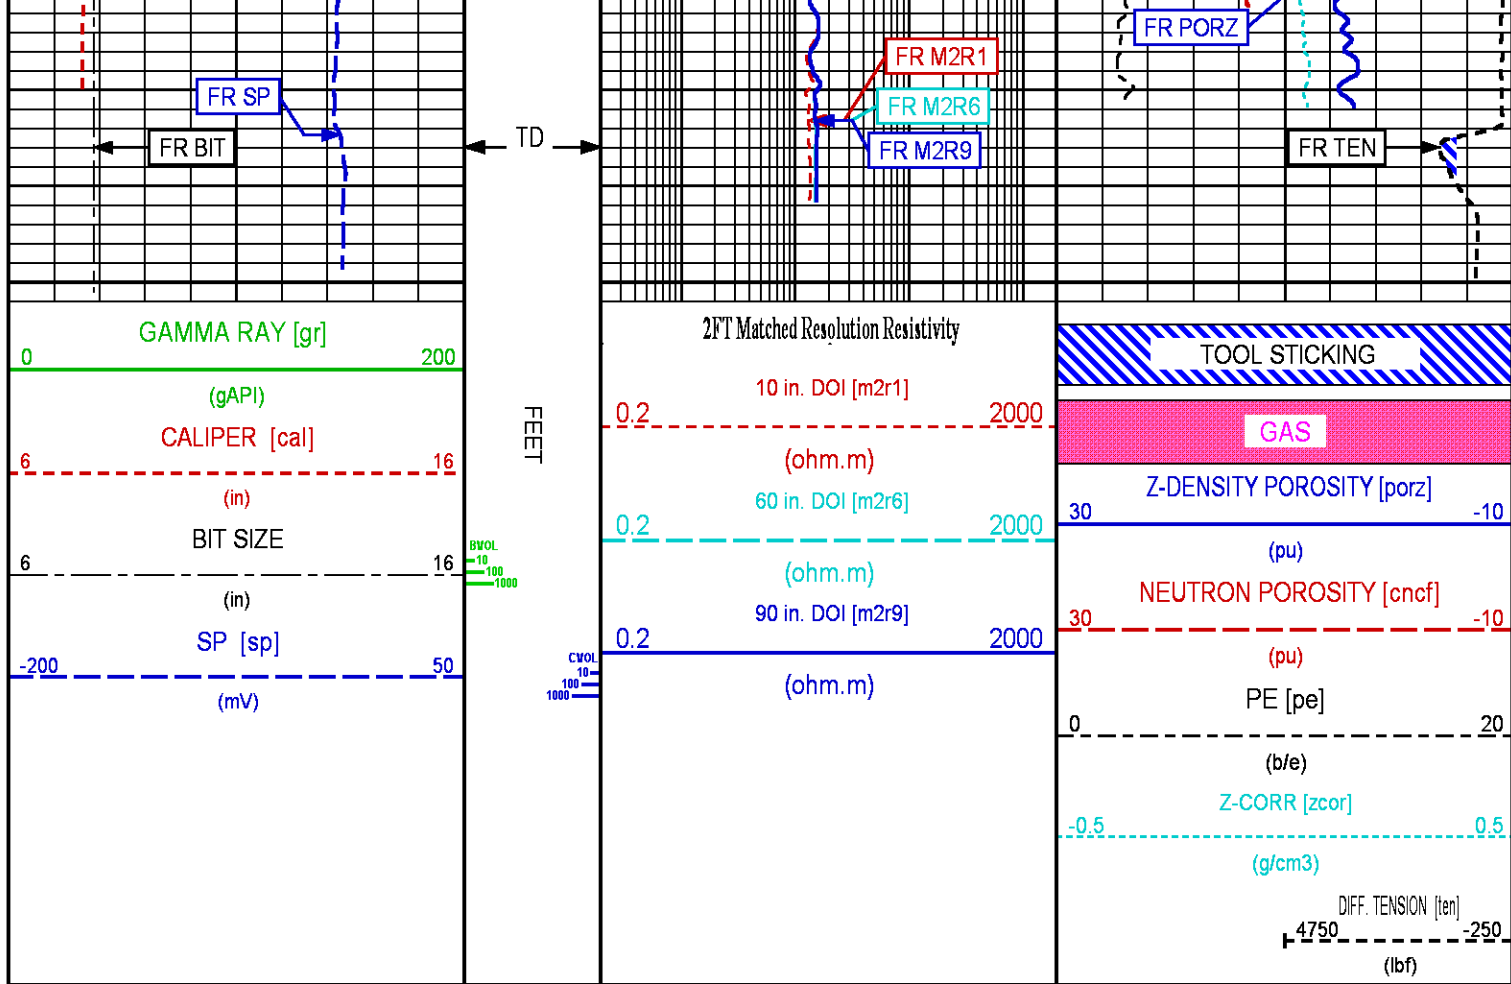 FR PORZ
FR M2R1
FR SP
FR M2R6
TD
FR BIT
FR M2R9
FR TEN
GAMMA RAY [gr]
0 200
(gAPI)
CALIPER [cal]
6 16
(in)
BIT SIZE
6 16
(in)
SP [sp]
-200 50
(mV)
FEET
BVOL
10
100
1000
CVOL
10
100
1000
2FT Matched Resolution Resistivity
10 in. DOI [m2r1]
0.2 2000
(ohm.m)
60 in. DOI [m2r6]
0.2 2000
(ohm.m)
90 in. DOI [m2r9]
0.2 2000
(ohm.m)
TOOL STICKING
GAS
Z-DENSITY POROSITY [porz]
30 -10
(pu)
NEUTRON POROSITY [cncf]
30 -10
(pu)
PE [pe]
0 20
(b/e)
Z-CORR [zcor]
-0.5 0.5
(g/cm3)
DIFF. TENSION [ten]
4750 -250
(lbf)